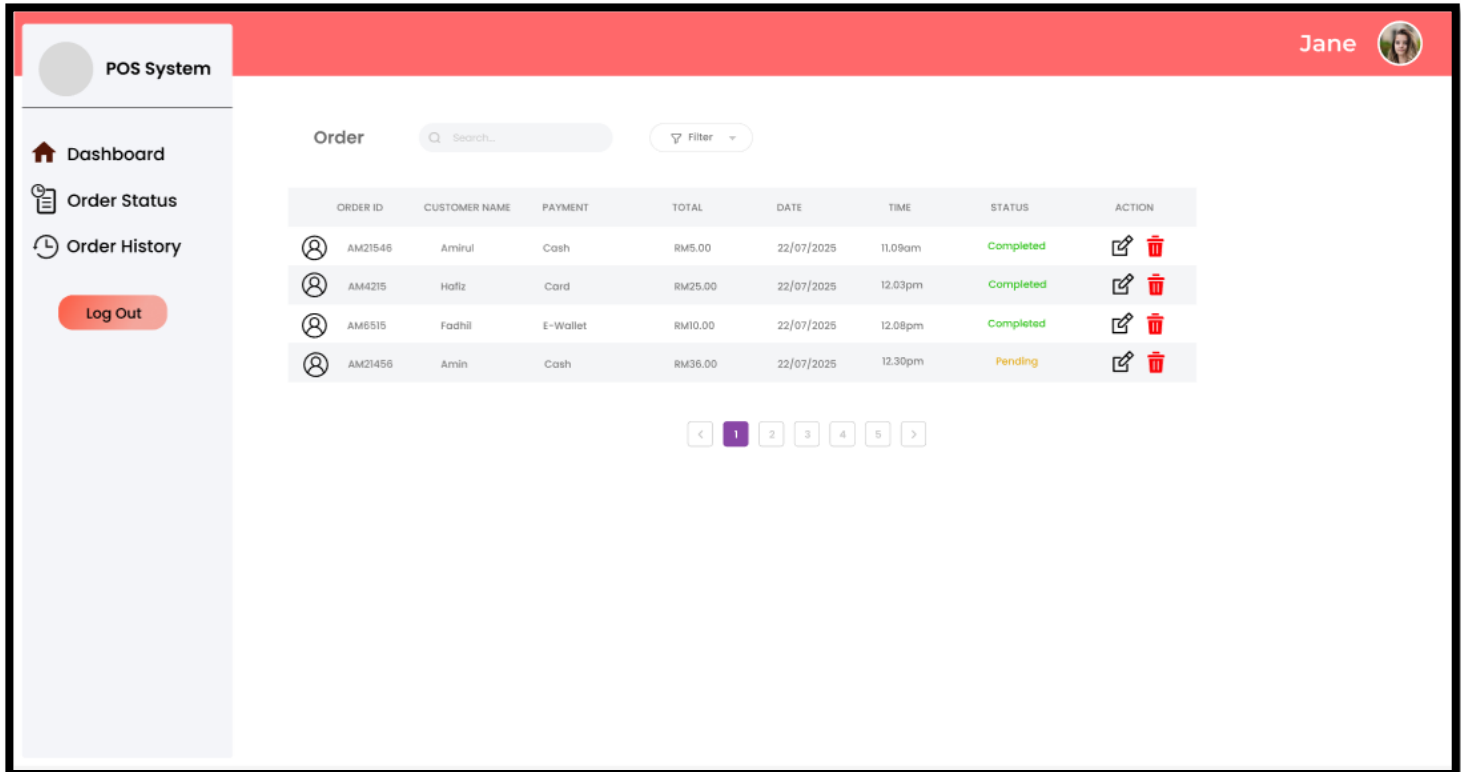 Jane
POS System
Dashboard
Order Status
Order History
Log Out
Order Search... Filter
ORDER ID CUSTOMER NAME PAYMENT TOTAL DATE TIME STATUS ACTION
AM21546 Amirul Cash RM5.00 22/07/2025 11.09am Completed
AM4215 Hafiz Card RM25.00 22/07/2025 12.03pm Completed
AM6515 Fadhil E-Wallet RM10.00 22/07/2025 12.08pm Completed
AM21456 Amin Cash RM36.00 22/07/2025 12.30pm Pending
< 1 2 3 4 5 >